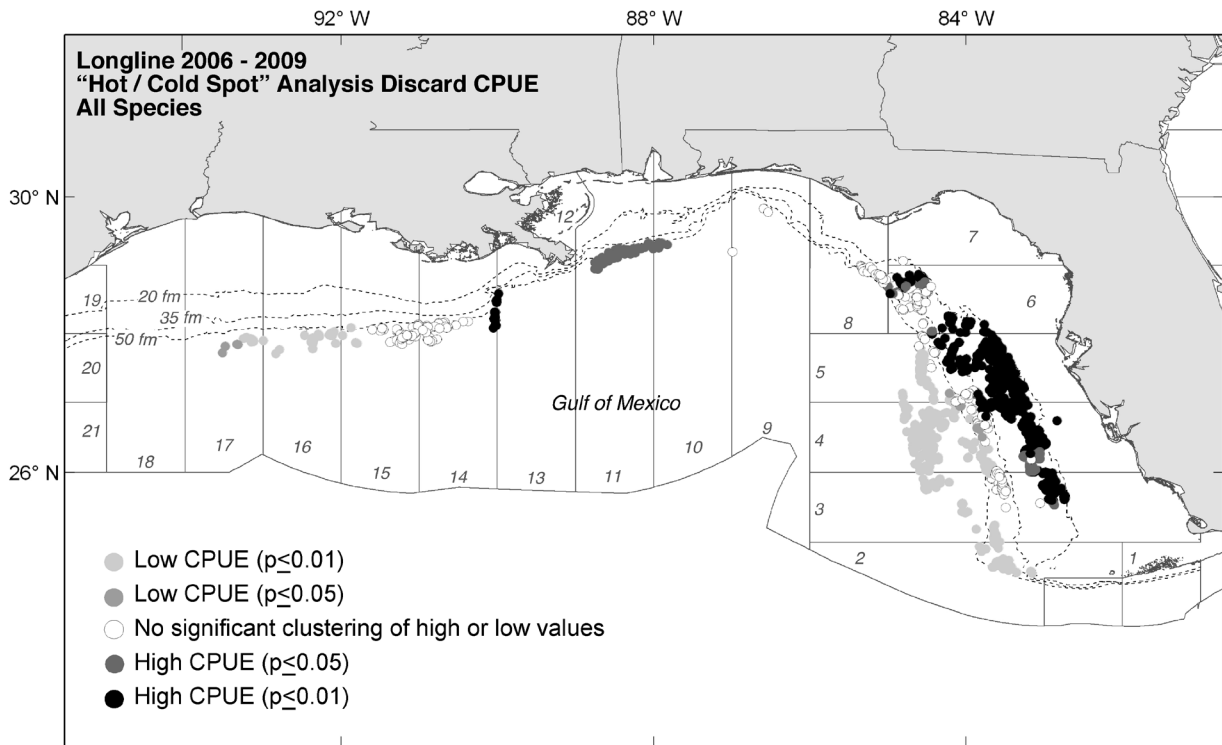 92° W 88° W 84° W
Longline 2006 - 2009
“Hot / Cold Spot” Analysis Discard CPUE
All Species
30° N
12
7
19 20 fm
6
35 fm
8
50 fm
20
5
Gulf of Mexico
21
4
9
10
17 16
18
26° N
15 14 13 11
3
2 1
Low CPUE (p≤0.01)
Low CPUE (p≤0.05)
No significant clustering of high or low values
High CPUE (p≤0.05)
High CPUE (p≤0.01)